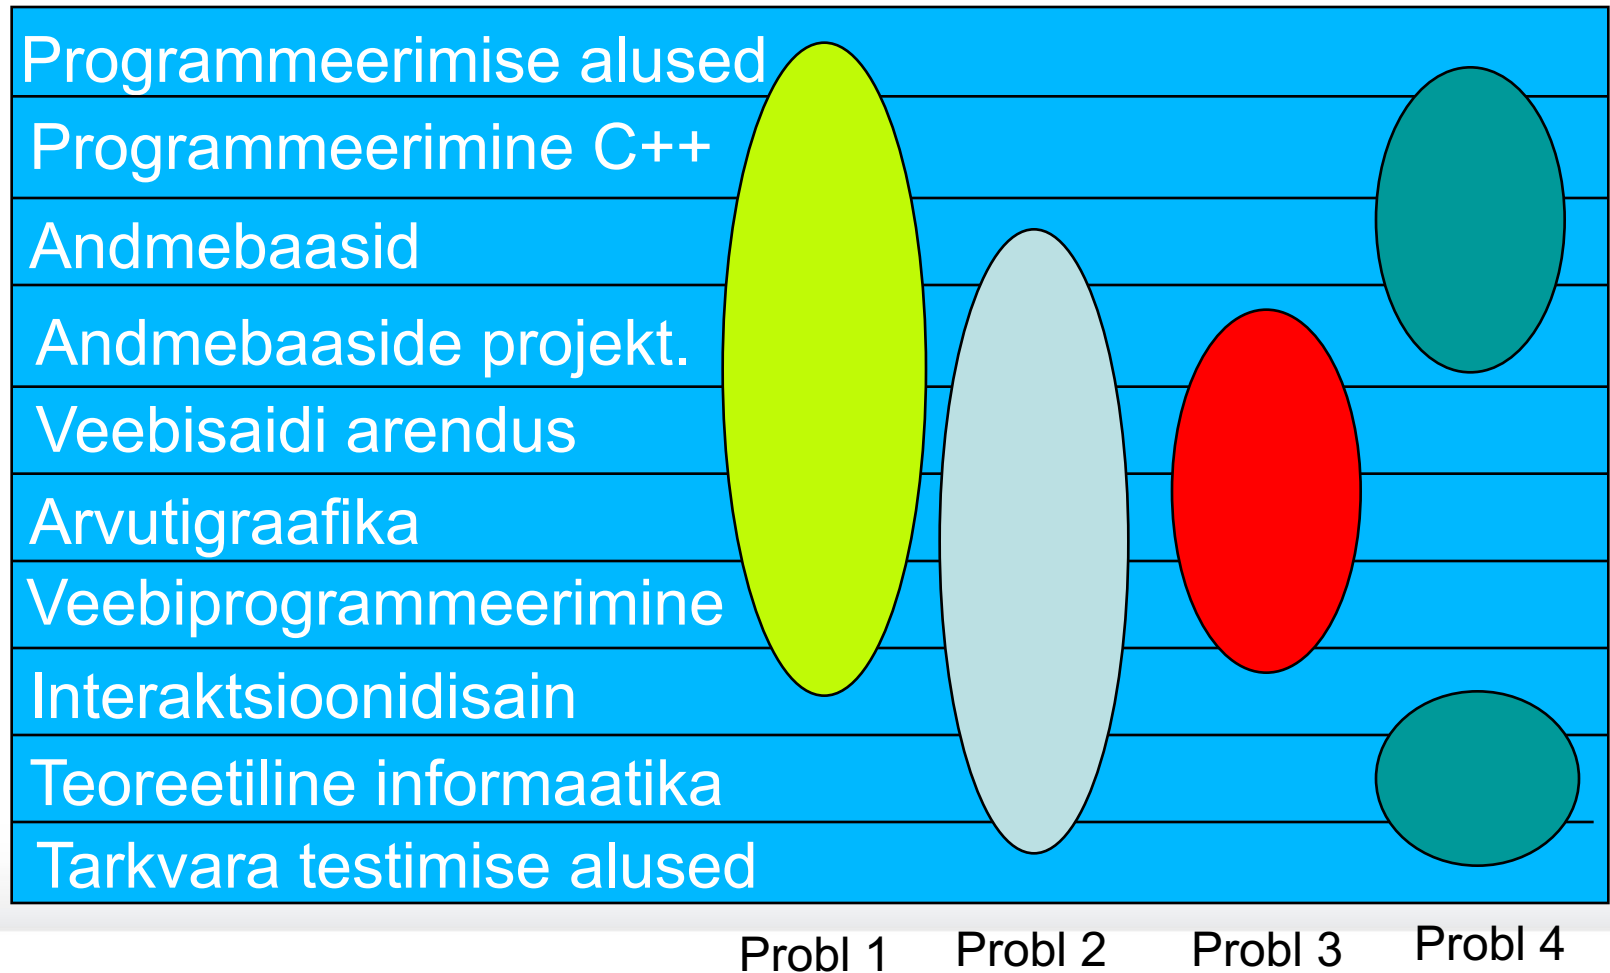 Programmeerimise alused
Programmeerimine C++
Andmebaasid
Andmebaaside projekt.
Veebisaidi arendus
Arvutigraafika
Veebiprogrammeerimine
Interaktsioonidisain
Teoreetiline informaatika
Tarkvara testimise alused
Probl 1 Probl 2 Probl 3 Probl 4